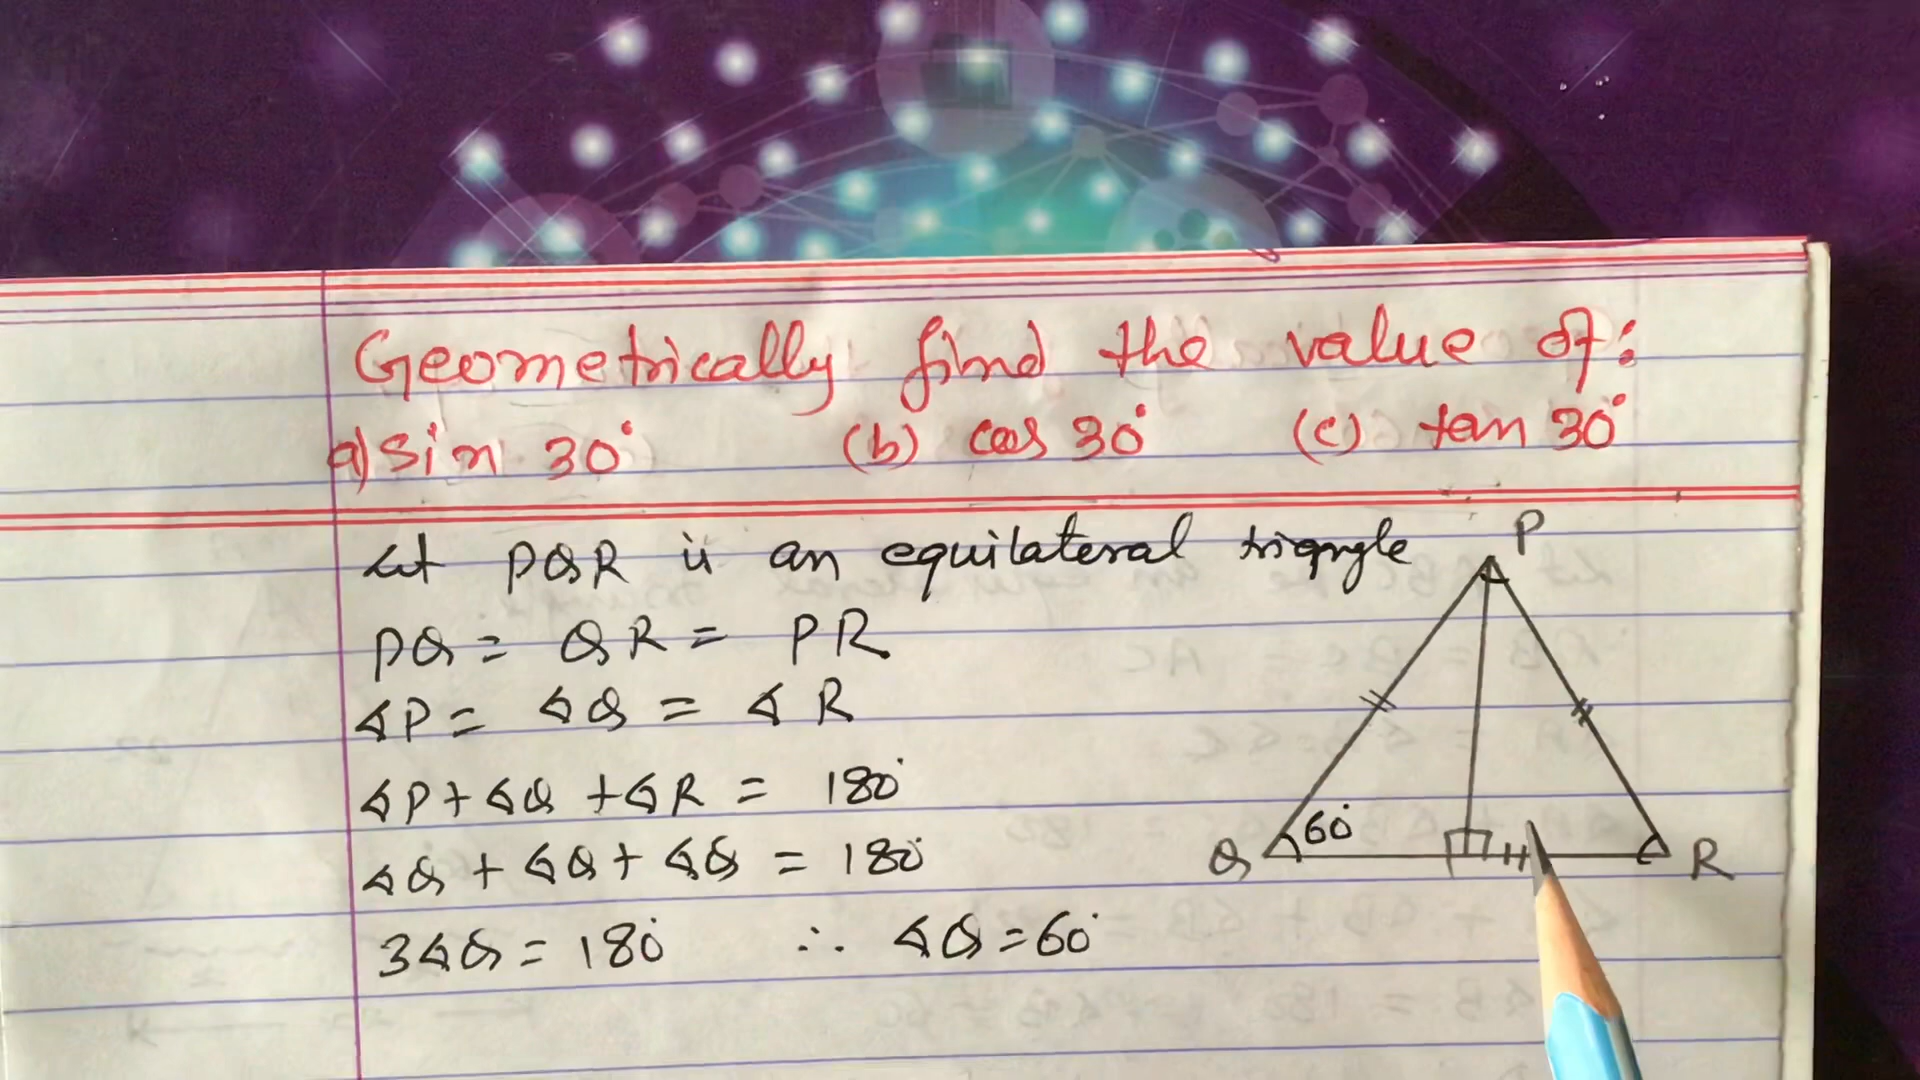 Geometrically find the value of:
a) Sin 30° (b) cos 30° (c) tan 30°
Let PQR is an equilateral triangle
PQ = QR = PR
∢P = ∢Q = ∢R
∢P + ∢Q + ∢R = 180°
∢Q + ∢Q + ∢Q = 180°
3∢Q = 180° ∴ ∢Q = 60°
P
60°
Q R